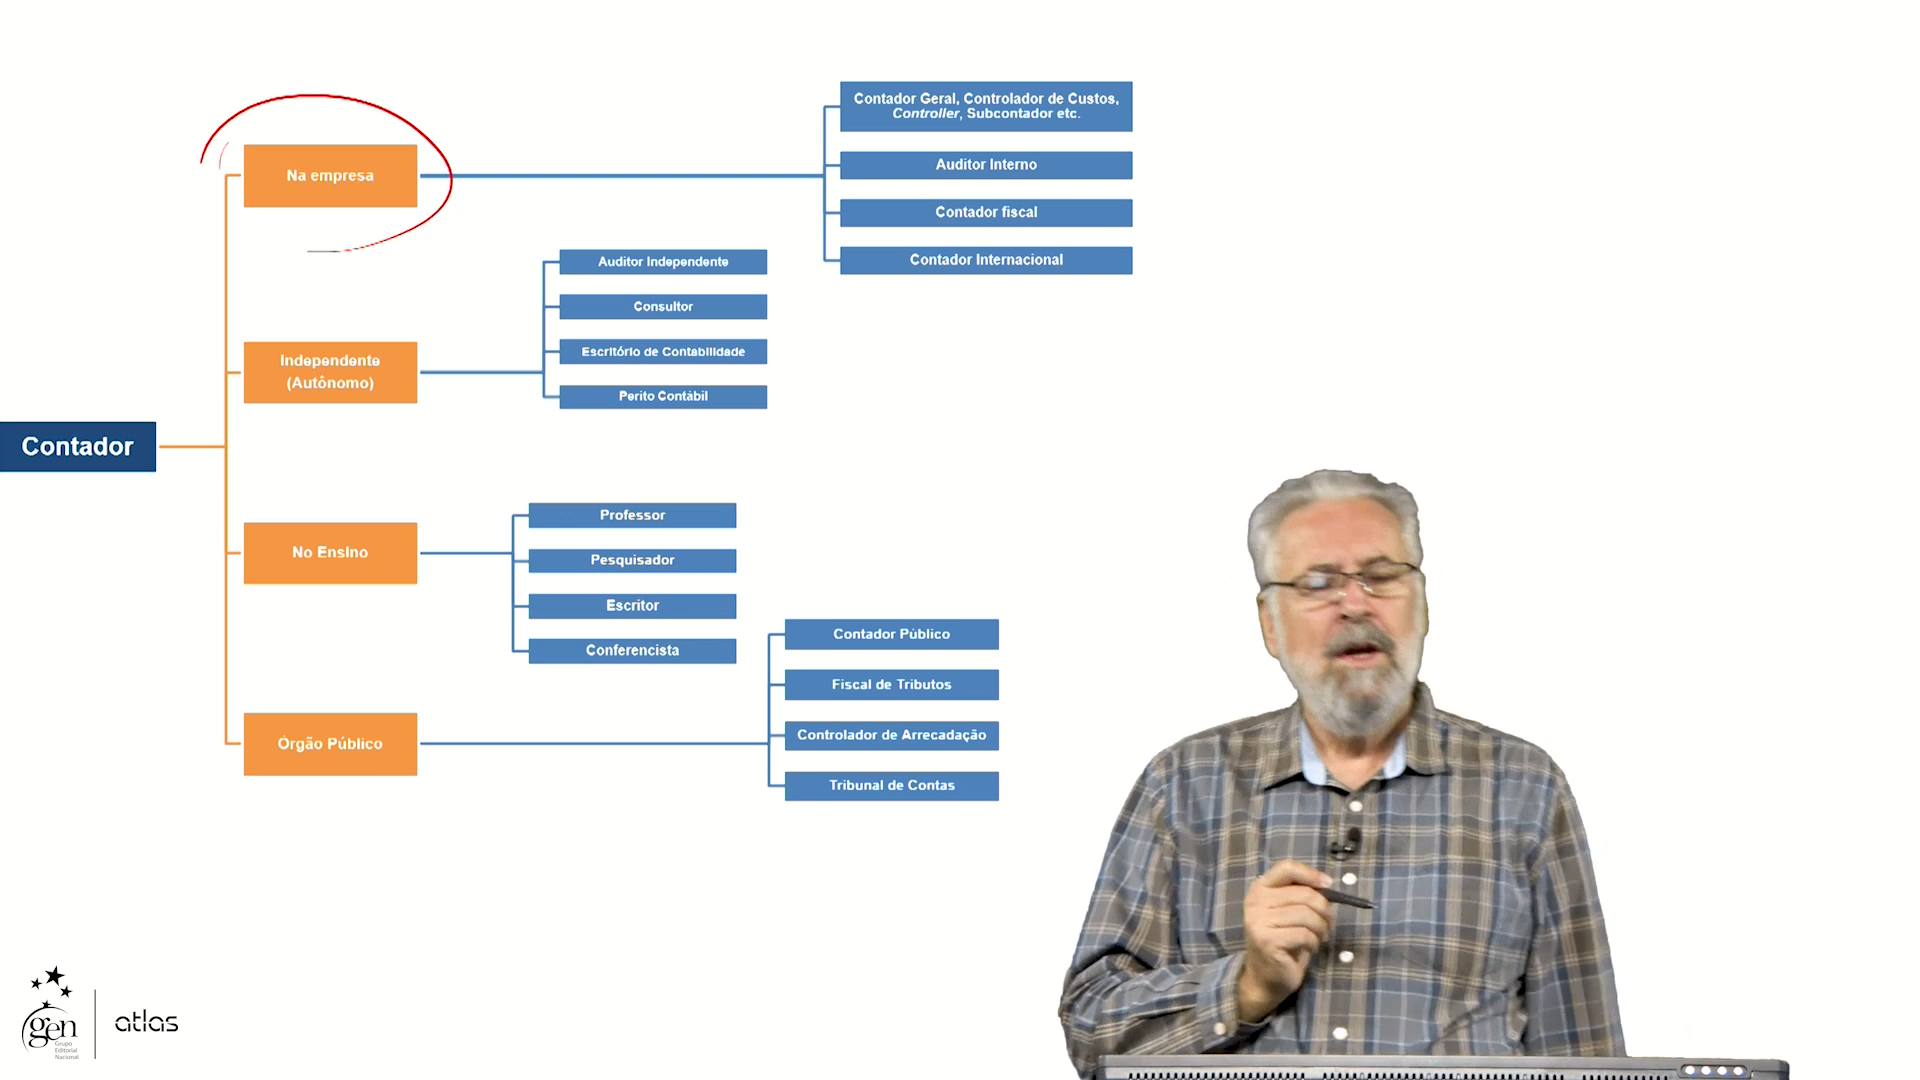 Contador
Na empresa
Contador Geral, Controlador de Custos,
Controller, Subcontador etc.
Auditor Interno
Contador fiscal
Contador Internacional
Independente
(Autônomo)
Auditor Independente
Consultor
Escritório de Contabilidade
Perito Contábil
No Ensino
Professor
Pesquisador
Escritor
Conferencista
Órgão Público
Contador Público
Fiscal de Tributos
Controlador de Arrecadação
Tribunal de Contas
gen
Grupo
Editorial
Nacional
atlas